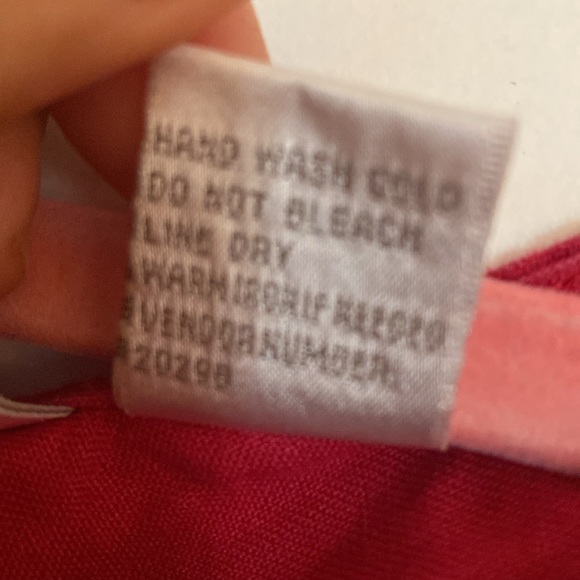 HAND WASH COLD
DO NOT BLEACH
LINE DRY
WARM IRON IF NEEDED
VENDOR NUMBER:
20298